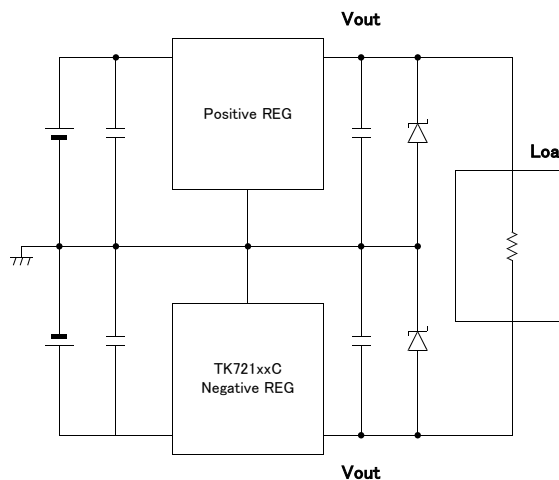 Vout
Positive REG
Loa
TK721xxC
Negative REG
Vout